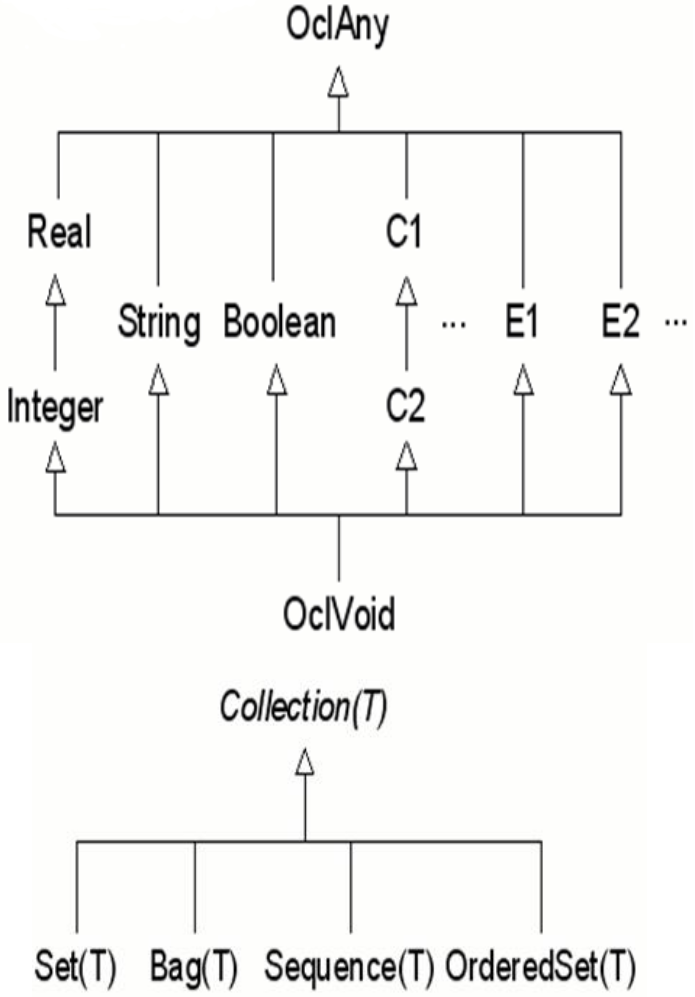 OclAny
Real C1
String Boolean ... E1 E2 ...
Integer C2
OclVoid
Collection(T)
Set(T) Bag(T) Sequence(T) OrderedSet(T)